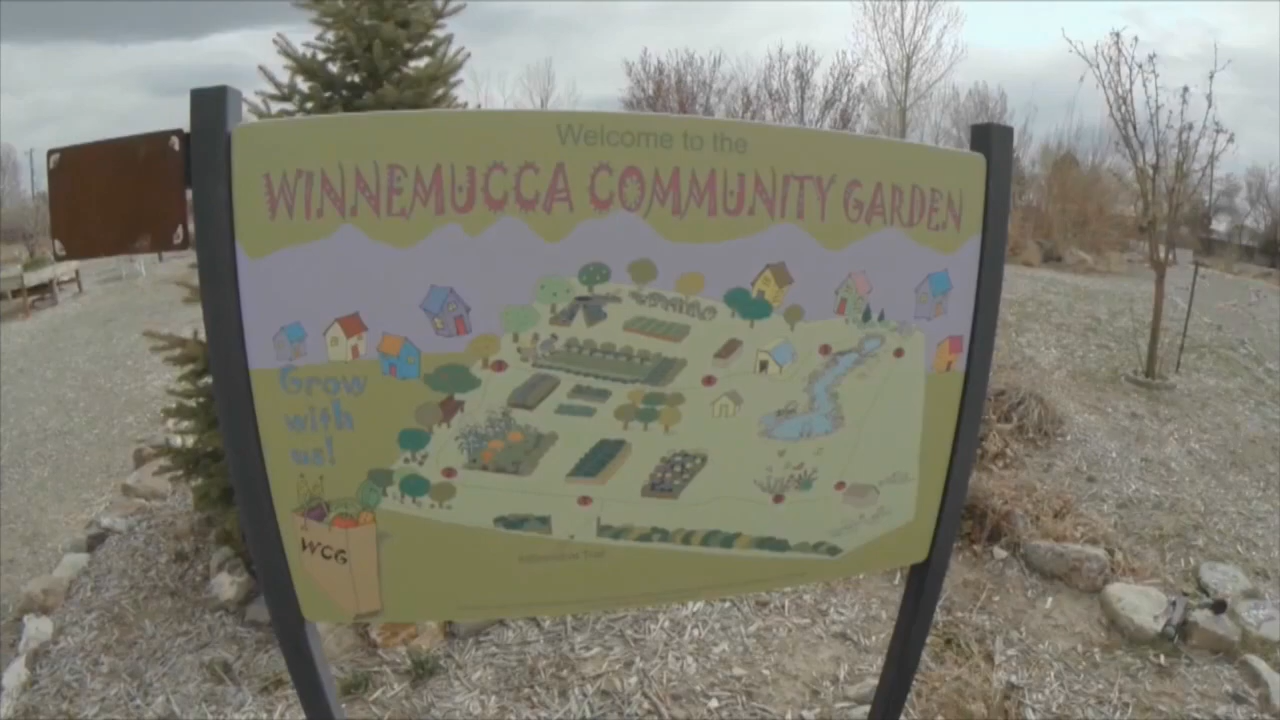 Welcome to the
WINNEMUCCA COMMUNITY GARDEN
Grow
with
us!
WCG